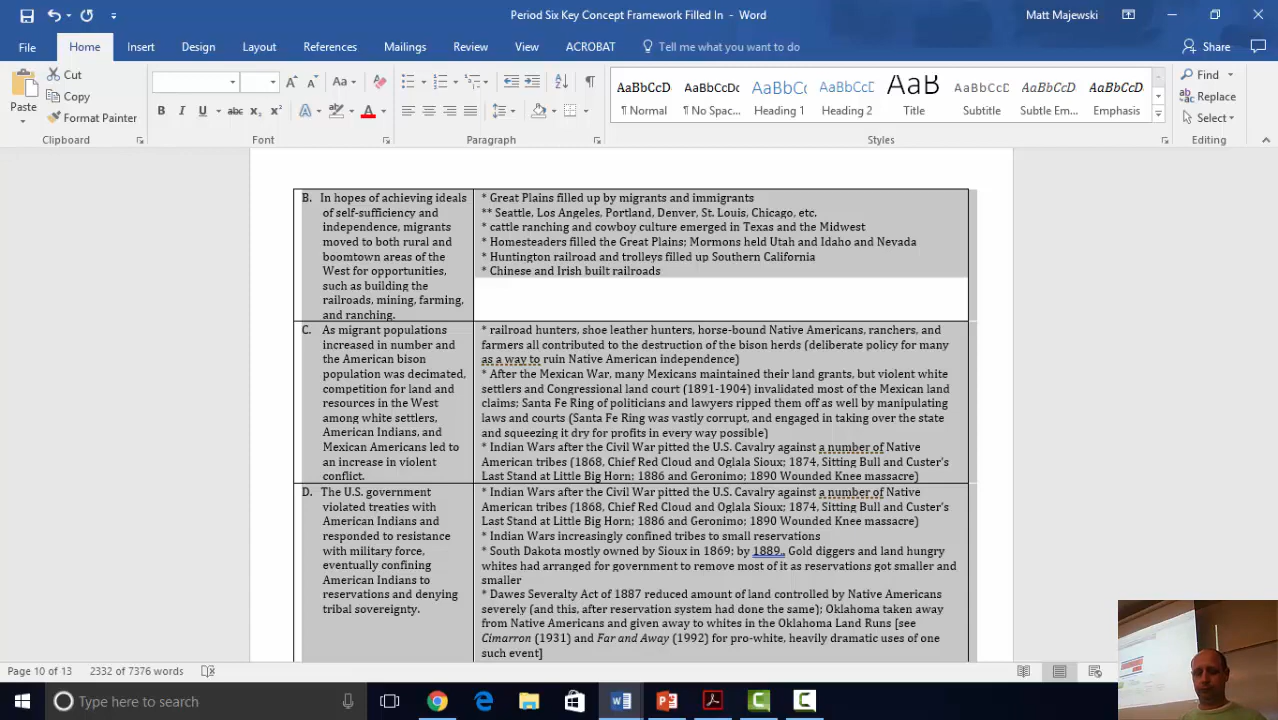 Period Six Key Concept Framework Filled In - Word
Matt Majewski
File Home Insert Design Layout References Mailings Review View ACROBAT Tell me what you want to do Share
Paste
Cut
Copy
Format Painter
Clipboard
Aa
B I U abc x₂ x²
A A
Font
Paragraph
AaBbCcD AaBbCcDc AaBbCc AaBbCcC AaB AaBbCcD AaBbCcD AaBbCcD
¶ Normal ¶ No Spac... Heading 1 Heading 2 Title Subtitle Subtle Em... Emphasis
Styles
Find
Replace
Select
Editing
B. In hopes of achieving ideals
of self-sufficiency and
independence, migrants
moved to both rural and
boomtown areas of the
West for opportunities,
such as building the
railroads, mining, farming,
and ranching.
* Great Plains filled up by migrants and immigrants
** Seattle, Los Angeles, Portland, Denver, St. Louis, Chicago, etc.
* cattle ranching and cowboy culture emerged in Texas and the Midwest
* Homesteaders filled the Great Plains; Mormons held Utah and Idaho and Nevada
* Huntington railroad and trolleys filled up Southern California
* Chinese and Irish built railroads
C. As migrant populations
increased in number and
the American bison
population was decimated,
competition for land and
resources in the West
among white settlers,
American Indians, and
Mexican Americans led to
an increase in violent
conflict.
* railroad hunters, shoe leather hunters, horse-bound Native Americans, ranchers, and
farmers all contributed to the destruction of the bison herds (deliberate policy for many
as a way to ruin Native American independence)
* After the Mexican War, many Mexicans maintained their land grants, but violent white
settlers and Congressional land court (1891-1904) invalidated most of the Mexican land
claims; Santa Fe Ring of politicians and lawyers ripped them off as well by manipulating
laws and courts (Santa Fe Ring was vastly corrupt, and engaged in taking over the state
and squeezing it dry for profits in every way possible)
* Indian Wars after the Civil War pitted the U.S. Cavalry against a number of Native
American tribes (1868, Chief Red Cloud and Oglala Sioux; 1874, Sitting Bull and Custer's
Last Stand at Little Big Horn; 1886 and Geronimo; 1890 Wounded Knee massacre)
D. The U.S. government
violated treaties with
American Indians and
responded to resistance
with military force,
eventually confining
American Indians to
reservations and denying
tribal sovereignty.
* Indian Wars after the Civil War pitted the U.S. Cavalry against a number of Native
American tribes (1868, Chief Red Cloud and Oglala Sioux; 1874, Sitting Bull and Custer's
Last Stand at Little Big Horn; 1886 and Geronimo; 1890 Wounded Knee massacre)
* Indian Wars increasingly confined tribes to small reservations
* South Dakota mostly owned by Sioux in 1869; by 1889,, Gold diggers and land hungry
whites had arranged for government to remove most of it as reservations got smaller and
smaller
* Dawes Severalty Act of 1887 reduced amount of land controlled by Native Americans
severely (and this, after reservation system had done the same); Oklahoma taken away
from Native Americans and given away to whites in the Oklahoma Land Runs [see
Cimarron (1931) and Far and Away (1992) for pro-white, heavily dramatic uses of one
such event]
Page 10 of 13 2332 of 7376 words
110%
Type here to search